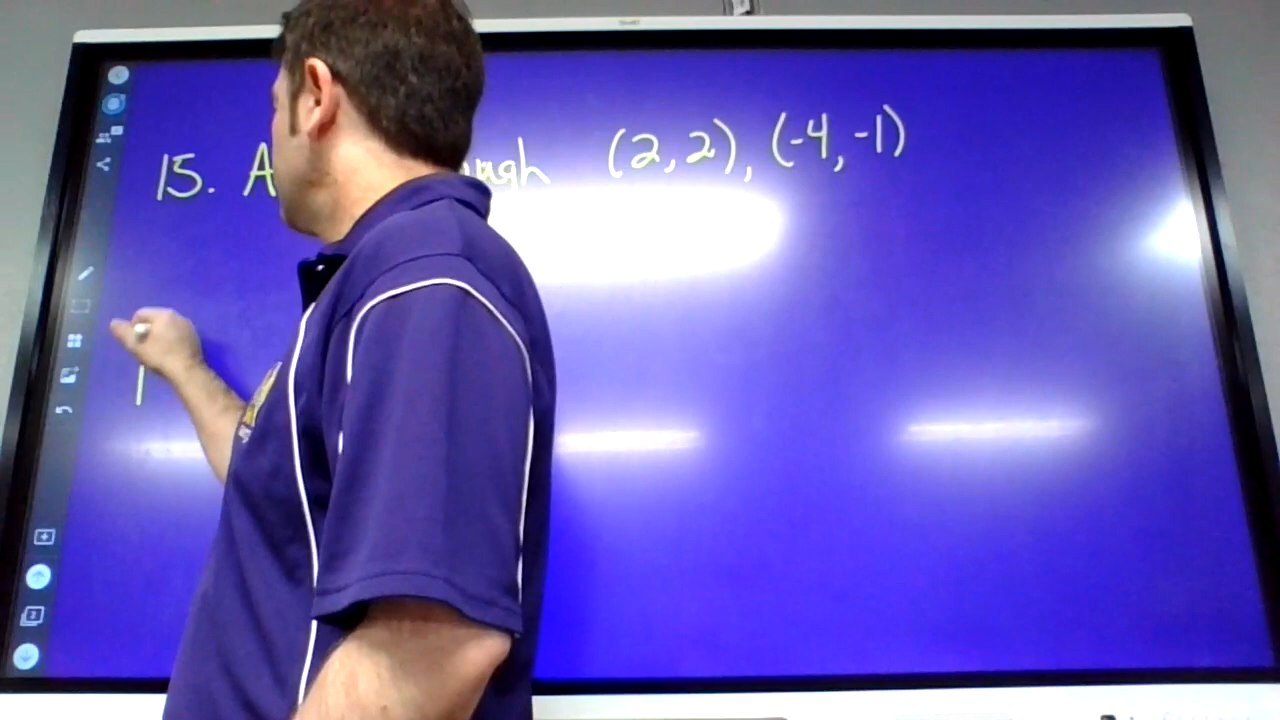 15. A (2, 2), (-4, -1)